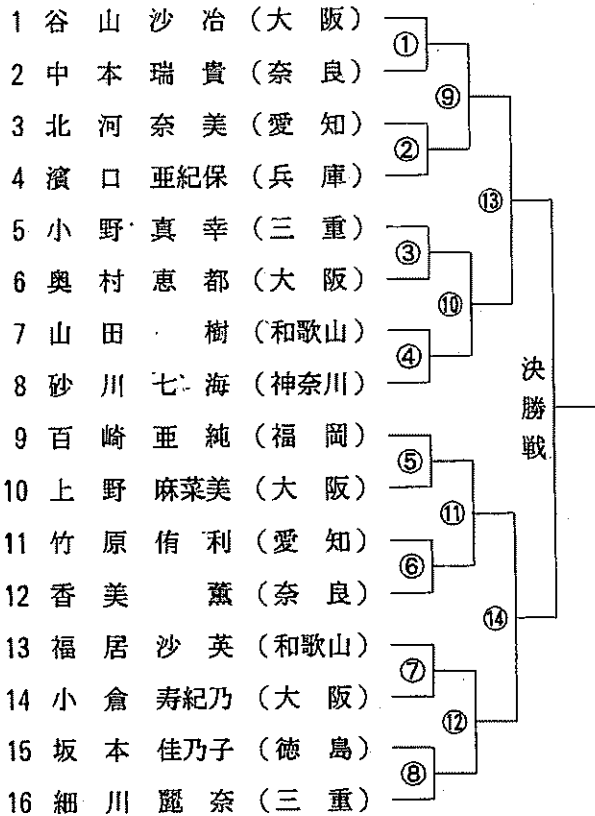 1 谷山沙冶(大阪)
2 中本瑞貴(奈良)
3 北河奈美(愛知)
4 濱口亜紀保(兵庫)
5 小野真幸(三重)
6 奥村恵都(大阪)
7 山田樹(和歌山)
8 砂川七海(神奈川)
9 百崎亜純(福岡)
10 上野麻菜美(大阪)
11 竹原侑利(愛知)
12 香美薫(奈良)
13 福居沙英(和歌山)
14 小倉寿紀乃(大阪)
15 坂本佳乃子(徳島)
16 細川麗奈(三重)
①
②
③
④
⑤
⑥
⑦
⑧
⑨
⑩
⑪
⑫
⑬
⑭
決勝戦